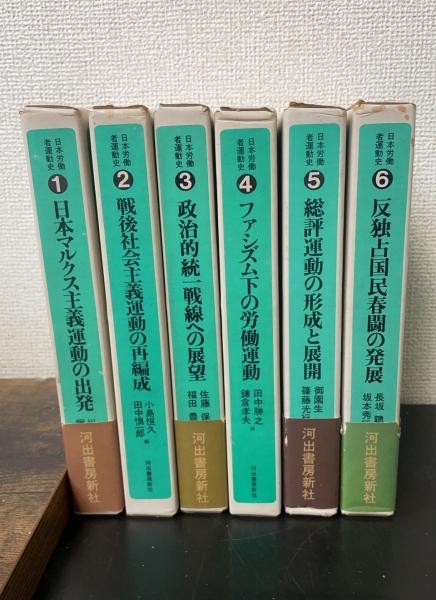 日本労働
者運動史
1
日本マルクス主義運動の出発
川
河出書房新社
日本労働
者運動史
2
戦後社会主義運動の再編成
小島恒久
田中慎一郎
編
河出書房新社
日本労働
者運動史
3
政治的統一戦線への展望
佐藤 保
福田 豊
河出書房新社
日本労働
者運動史
4
ファシズム下の労働運動
田中勝之
鎌倉孝夫
編
河出書房新社
日本労働
者運動史
5
総評運動の形成と展開
御園生
篠藤光
河出書房新社
日本労働
者運動史
6
反独占国民春闘の発展
長坂 聰
坂本秀
河出書房新社